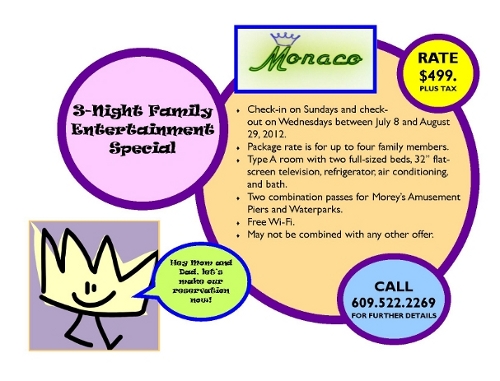 Monaco
RATE
$499.
PLUS TAX
3-Night Family
Entertainment
Special
♦ Check-in on Sundays and check-
out on Wednesdays between July 8 and August
29, 2012.
♦ Package rate is for up to four family members.
♦ Type A room with two full-sized beds, 32" flat-
screen television, refrigerator, air conditioning,
and bath.
♦ Two combination passes for Morey's Amusement
Piers and Waterparks.
♦ Free Wi-Fi.
♦ May not be combined with any other offer.
Hey Mom and
Dad, let's
make our
reservation
now!
CALL
609.522.2269
FOR FURTHER DETAILS